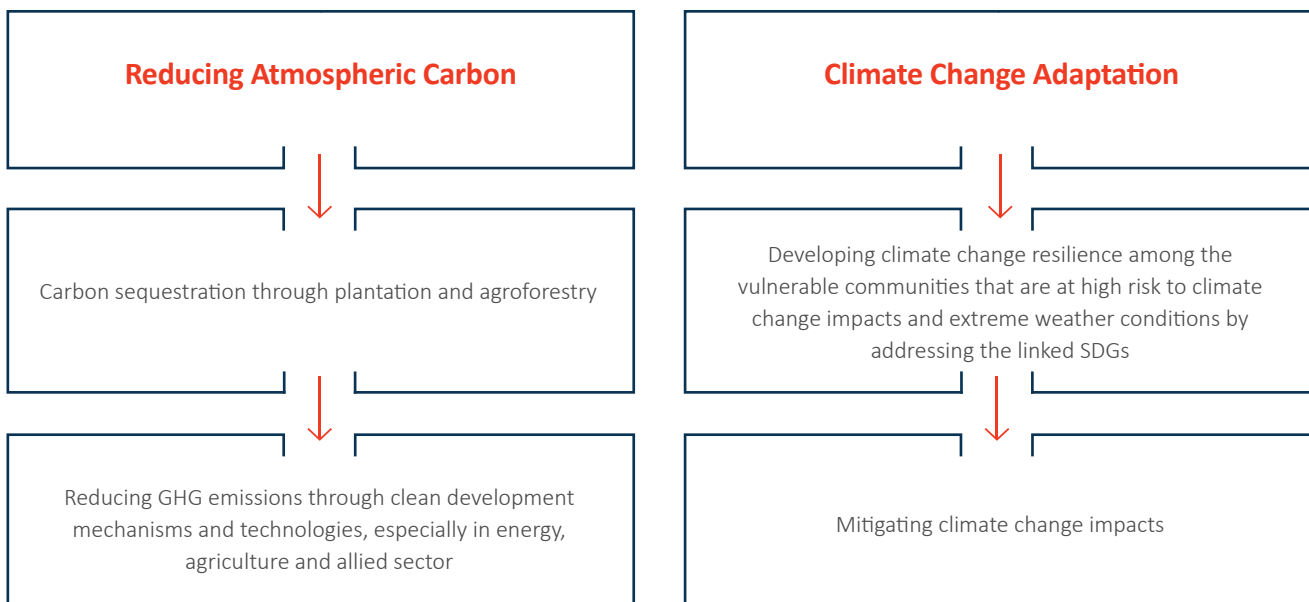 Reducing Atmospheric Carbon
Carbon sequestration through plantation and agroforestry
Reducing GHG emissions through clean development
mechanisms and technologies, especially in energy,
agriculture and allied sector
Climate Change Adaptation
Developing climate change resilience among the
vulnerable communities that are at high risk to climate
change impacts and extreme weather conditions by
addressing the linked SDGs
Mitigating climate change impacts